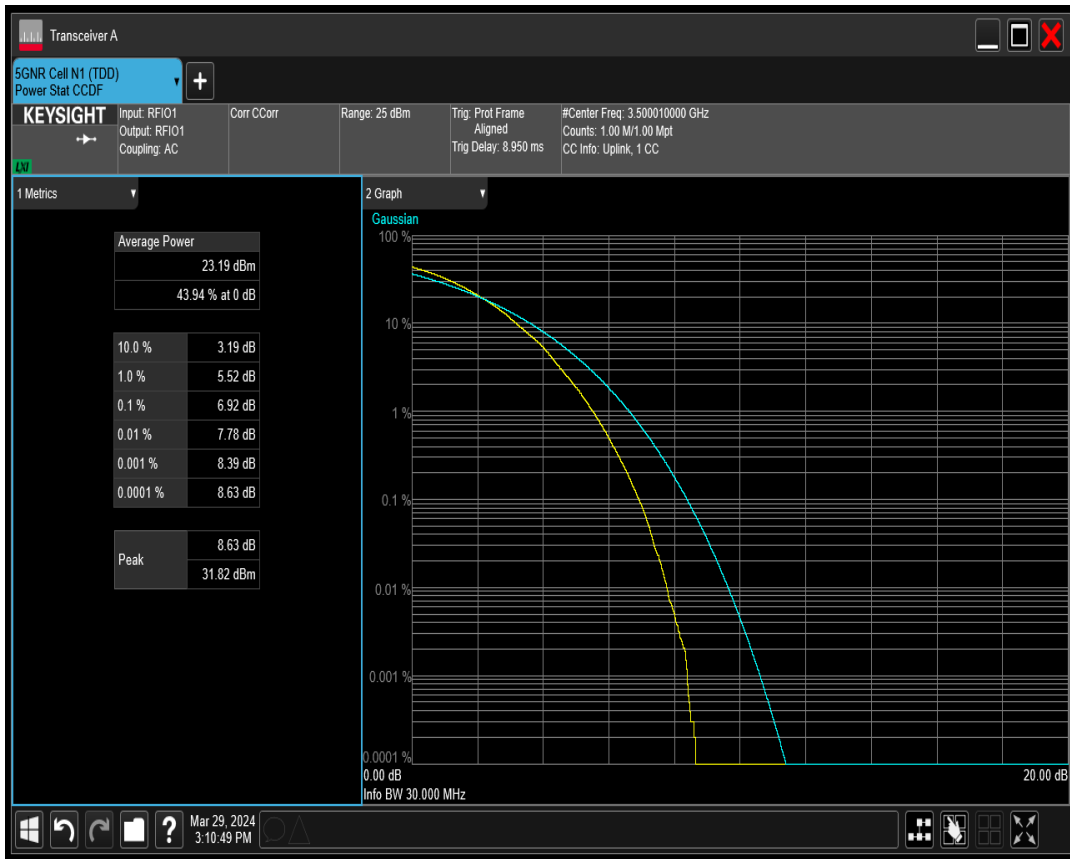 Transceiver A
5GNR Cell N1 (TDD)
Power Stat CCDF
+
KEYSIGHT
LXI
Input: RFIO1
Output: RFIO1
Coupling: AC
Corr CCorr
Range: 25 dBm
Trig: Prot Frame
Aligned
Trig Delay: 8.950 ms
#Center Freq: 3.500010000 GHz
Counts: 1.00 M/1.00 Mpt
CC Info: Uplink, 1 CC
1 Metrics
Average Power
23.19 dBm
43.94 % at 0 dB
10.0 % 3.19 dB
1.0 % 5.52 dB
0.1 % 6.92 dB
0.01 % 7.78 dB
0.001 % 8.39 dB
0.0001 % 8.63 dB
Peak
8.63 dB
31.82 dBm
2 Graph
Gaussian
100 %
10 %
1 %
0.1 %
0.01 %
0.001 %
0.0001 %
0.00 dB 20.00 dB
Info BW 30.000 MHz
?
Mar 29, 2024
3:10:49 PM